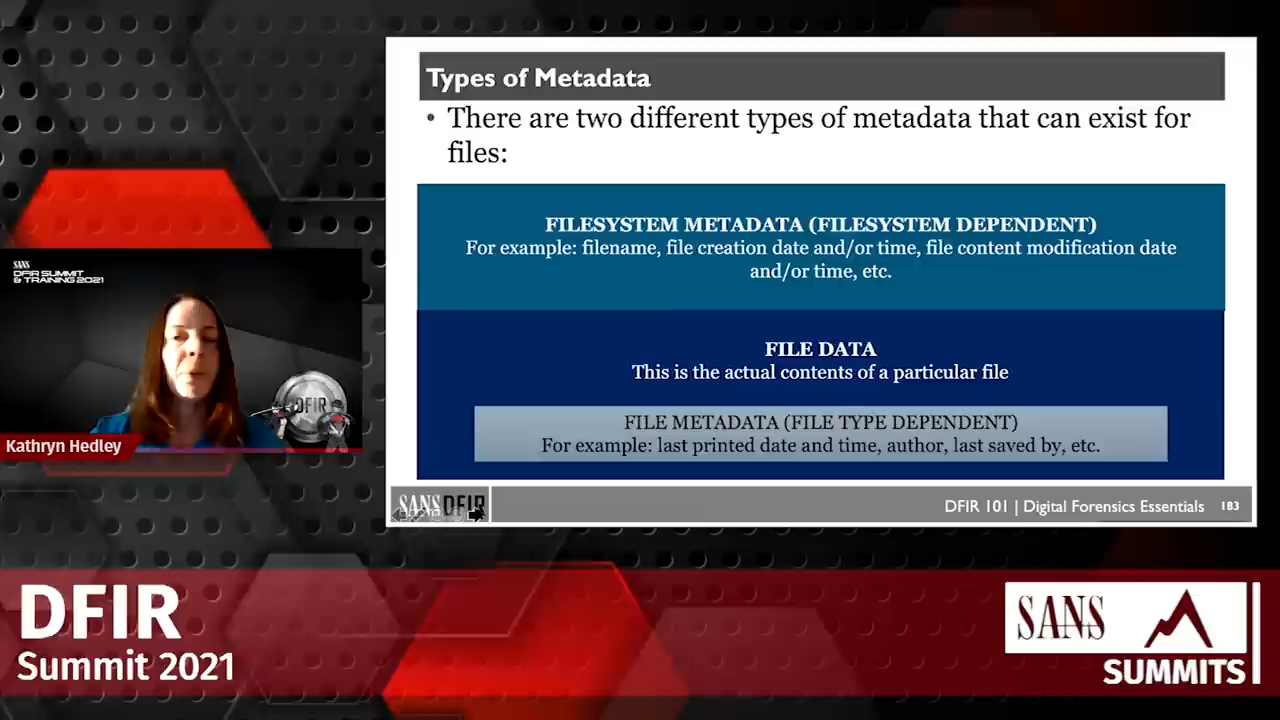 Types of Metadata
• There are two different types of metadata that can exist for
files:
FILESYSTEM METADATA (FILESYSTEM DEPENDENT)
For example: filename, file creation date and/or time, file content modification date
and/or time, etc.
FILE DATA
This is the actual contents of a particular file
FILE METADATA (FILE TYPE DEPENDENT)
For example: last printed date and time, author, last saved by, etc.
SANS DFIR
DFIR 101 | Digital Forensics Essentials 183
SANS
DFIR SUMMIT
& TRAINING 2021
DFIR
Kathryn Hedley
DFIR
Summit 2021
SANS
SUMMITS